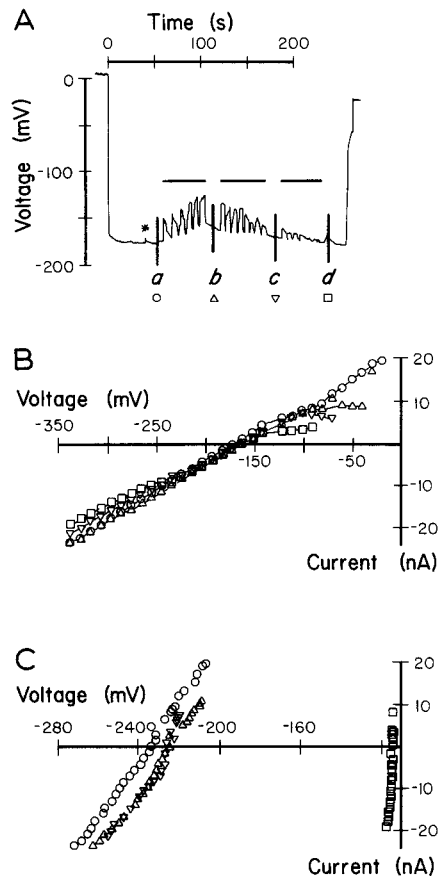 A
Time (s)
0 100 200
Voltage (mV)
0
-100
-200
*
a b c d
B
Voltage (mV)
-350 -250 -150 -50
20
10
-10
-20
Current (nA)
C
Voltage (mV)
-280 -240 -200 -160
20
10
-10
-20
Current (nA)